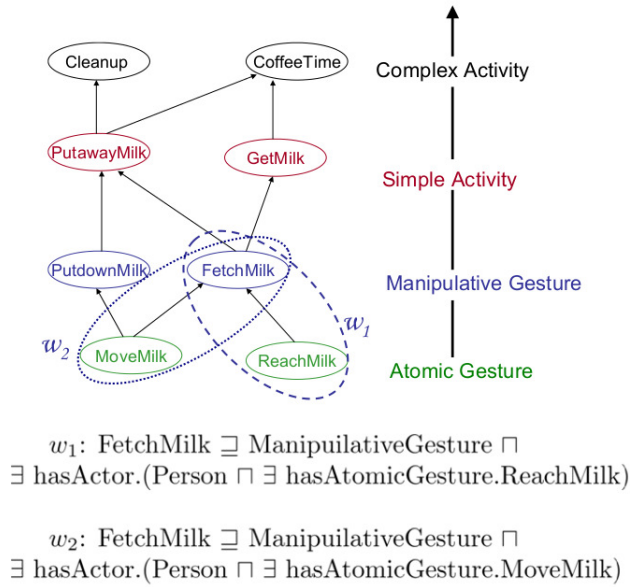 Cleanup
CoffeeTime
Complex Activity
PutawayMilk
GetMilk
Simple Activity
PutdownMilk
FetchMilk
Manipulative Gesture
w1
w2
MoveMilk
ReachMilk
Atomic Gesture
w₁: FetchMilk ⊒ ManipuilativeGesture ⊓
∃ hasActor.(Person ⊓ ∃ hasAtomicGesture.ReachMilk)
w₂: FetchMilk ⊒ ManipuilativeGesture ⊓
∃ hasActor.(Person ⊓ ∃ hasAtomicGesture.MoveMilk)